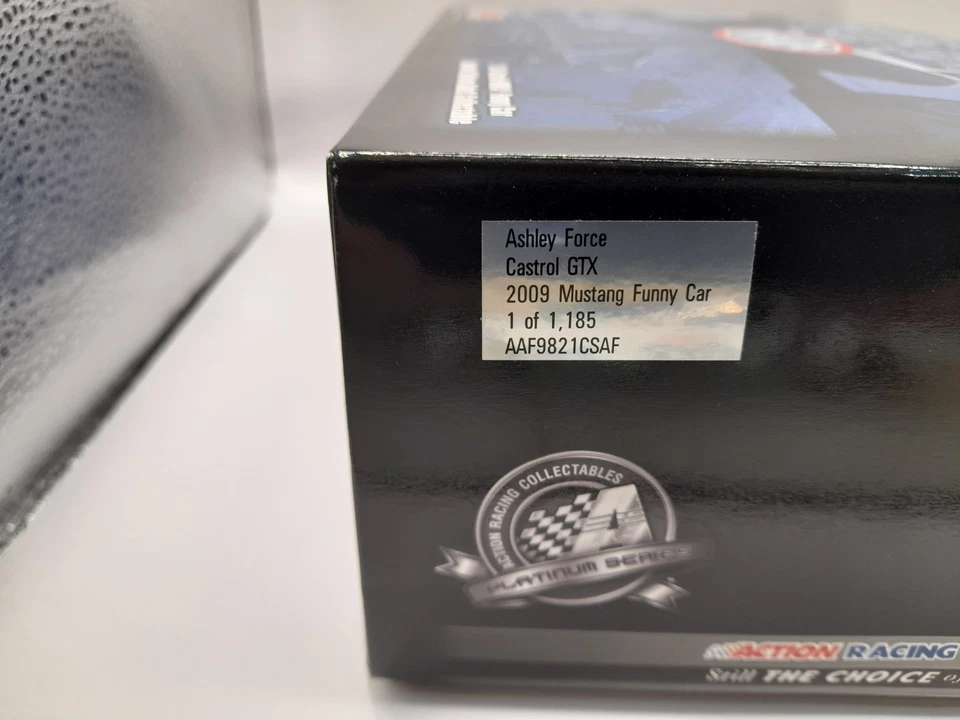 Ashley Force
Castrol GTX
2009 Mustang Funny Car
1 of 1,185
AAF9821CSAF
ACTION RACING COLLECTABLES
A
PLATINUM SERIES
ACTION RACING
Still THE CHOICE of